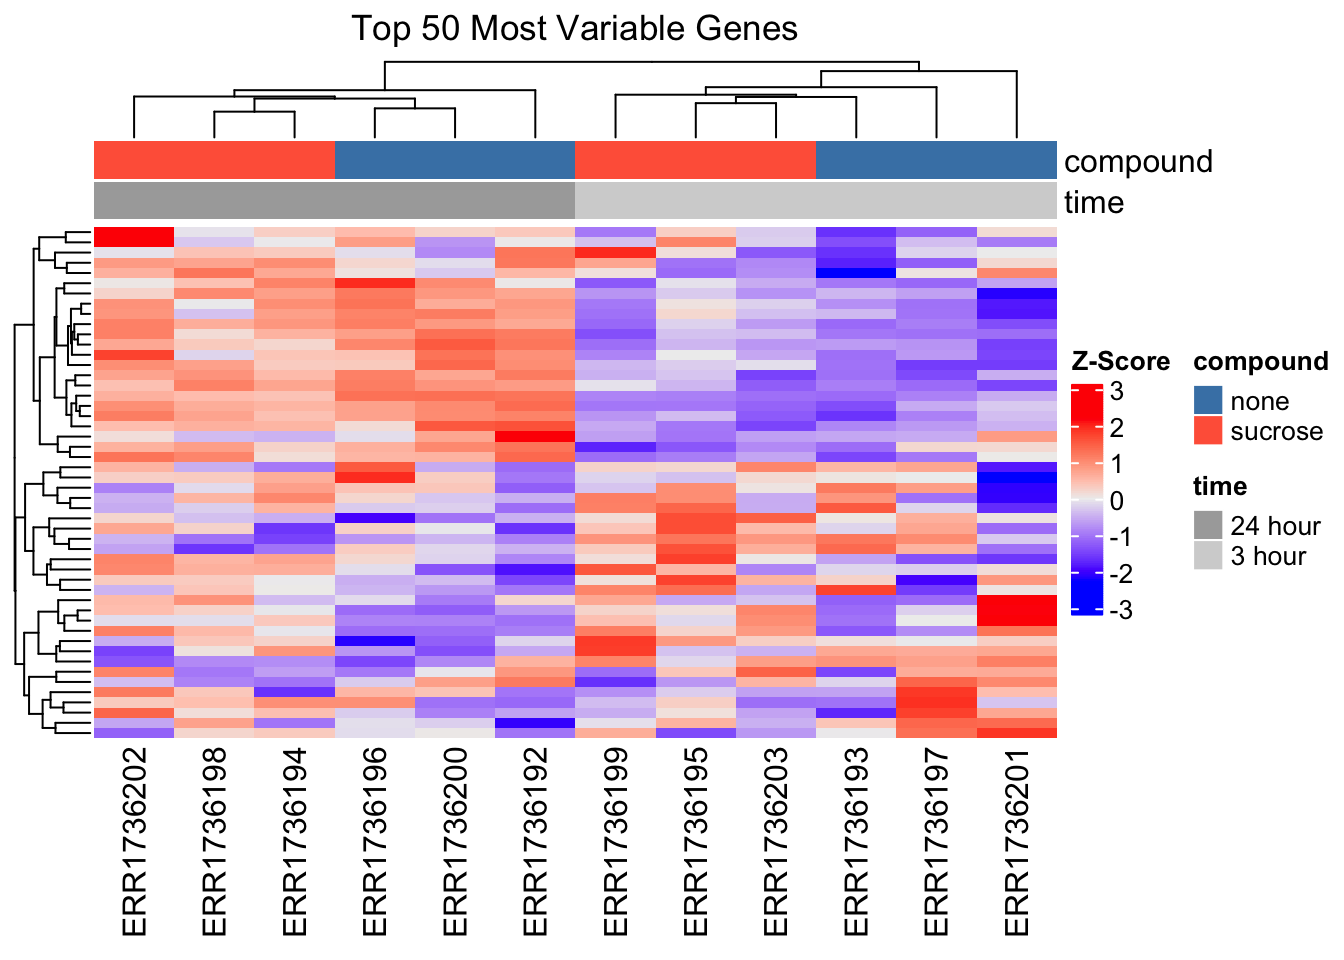 Top 50 Most Variable Genes
compound
time
Z-Score
3
2
1
0
-1
-2
-3
compound
none
sucrose
time
24 hour
3 hour
ERR1736202
ERR1736198
ERR1736194
ERR1736196
ERR1736200
ERR1736192
ERR1736199
ERR1736195
ERR1736203
ERR1736193
ERR1736197
ERR1736201